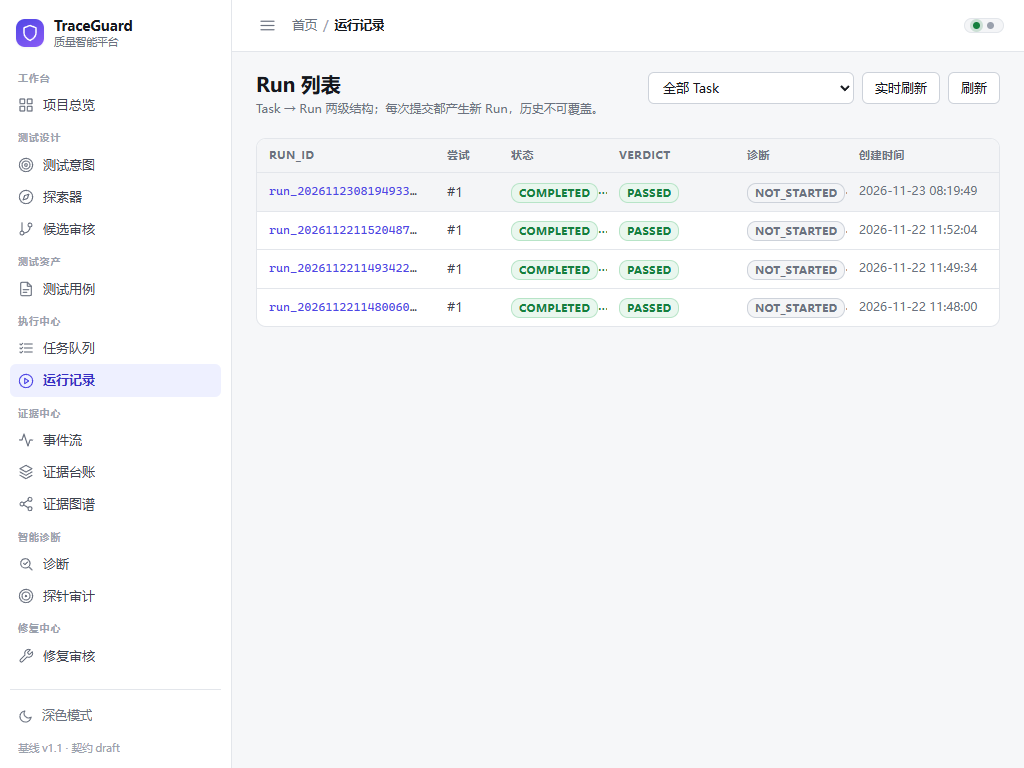 TraceGuard
质量智能平台
工作台
项目总览
测试设计
测试意图
探索器
候选审核
测试资产
测试用例
执行中心
任务队列
运行记录
证据中心
事件流
证据台账
证据图谱
智能诊断
诊断
探针审计
修复中心
修复审核
深色模式
基线 v1.1 · 契约 draft
首页 / 运行记录
Run 列表
Task → Run 两级结构；每次提交都产生新 Run，历史不可覆盖。
全部 Task
实时刷新
刷新
RUN_ID 尝试 状态 VERDICT 诊断 创建时间
run_2026112308194933… #1 COMPLETED … PASSED NOT_STARTED 2026-11-23 08:19:49
run_2026112211520487… #1 COMPLETED … PASSED NOT_STARTED 2026-11-22 11:52:04
run_2026112211493422… #1 COMPLETED … PASSED NOT_STARTED 2026-11-22 11:49:34
run_2026112211480060… #1 COMPLETED … PASSED NOT_STARTED 2026-11-22 11:48:00